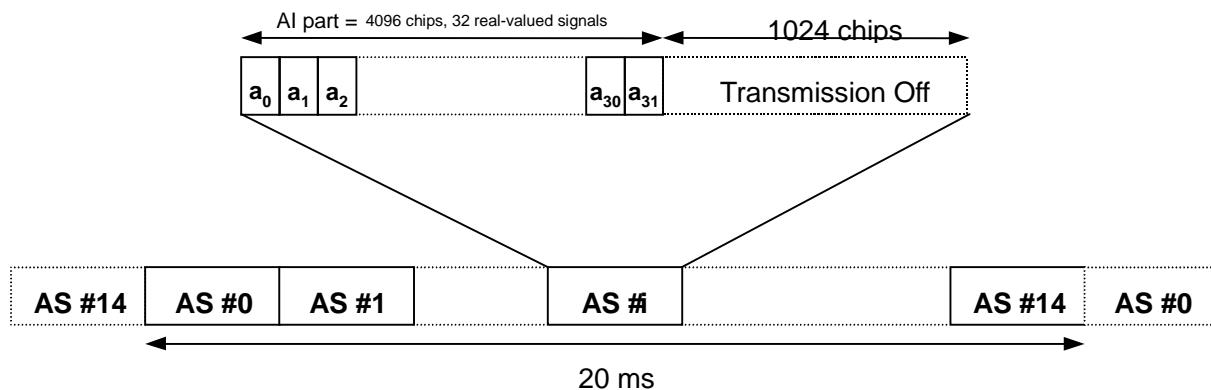 AI part = 4096 chips, 32 real-valued signals
1024 chips
a0 a1 a2 a30 a31 Transmission Off
AS #14 AS #0 AS #1 AS #i AS #14 AS #0
20 ms